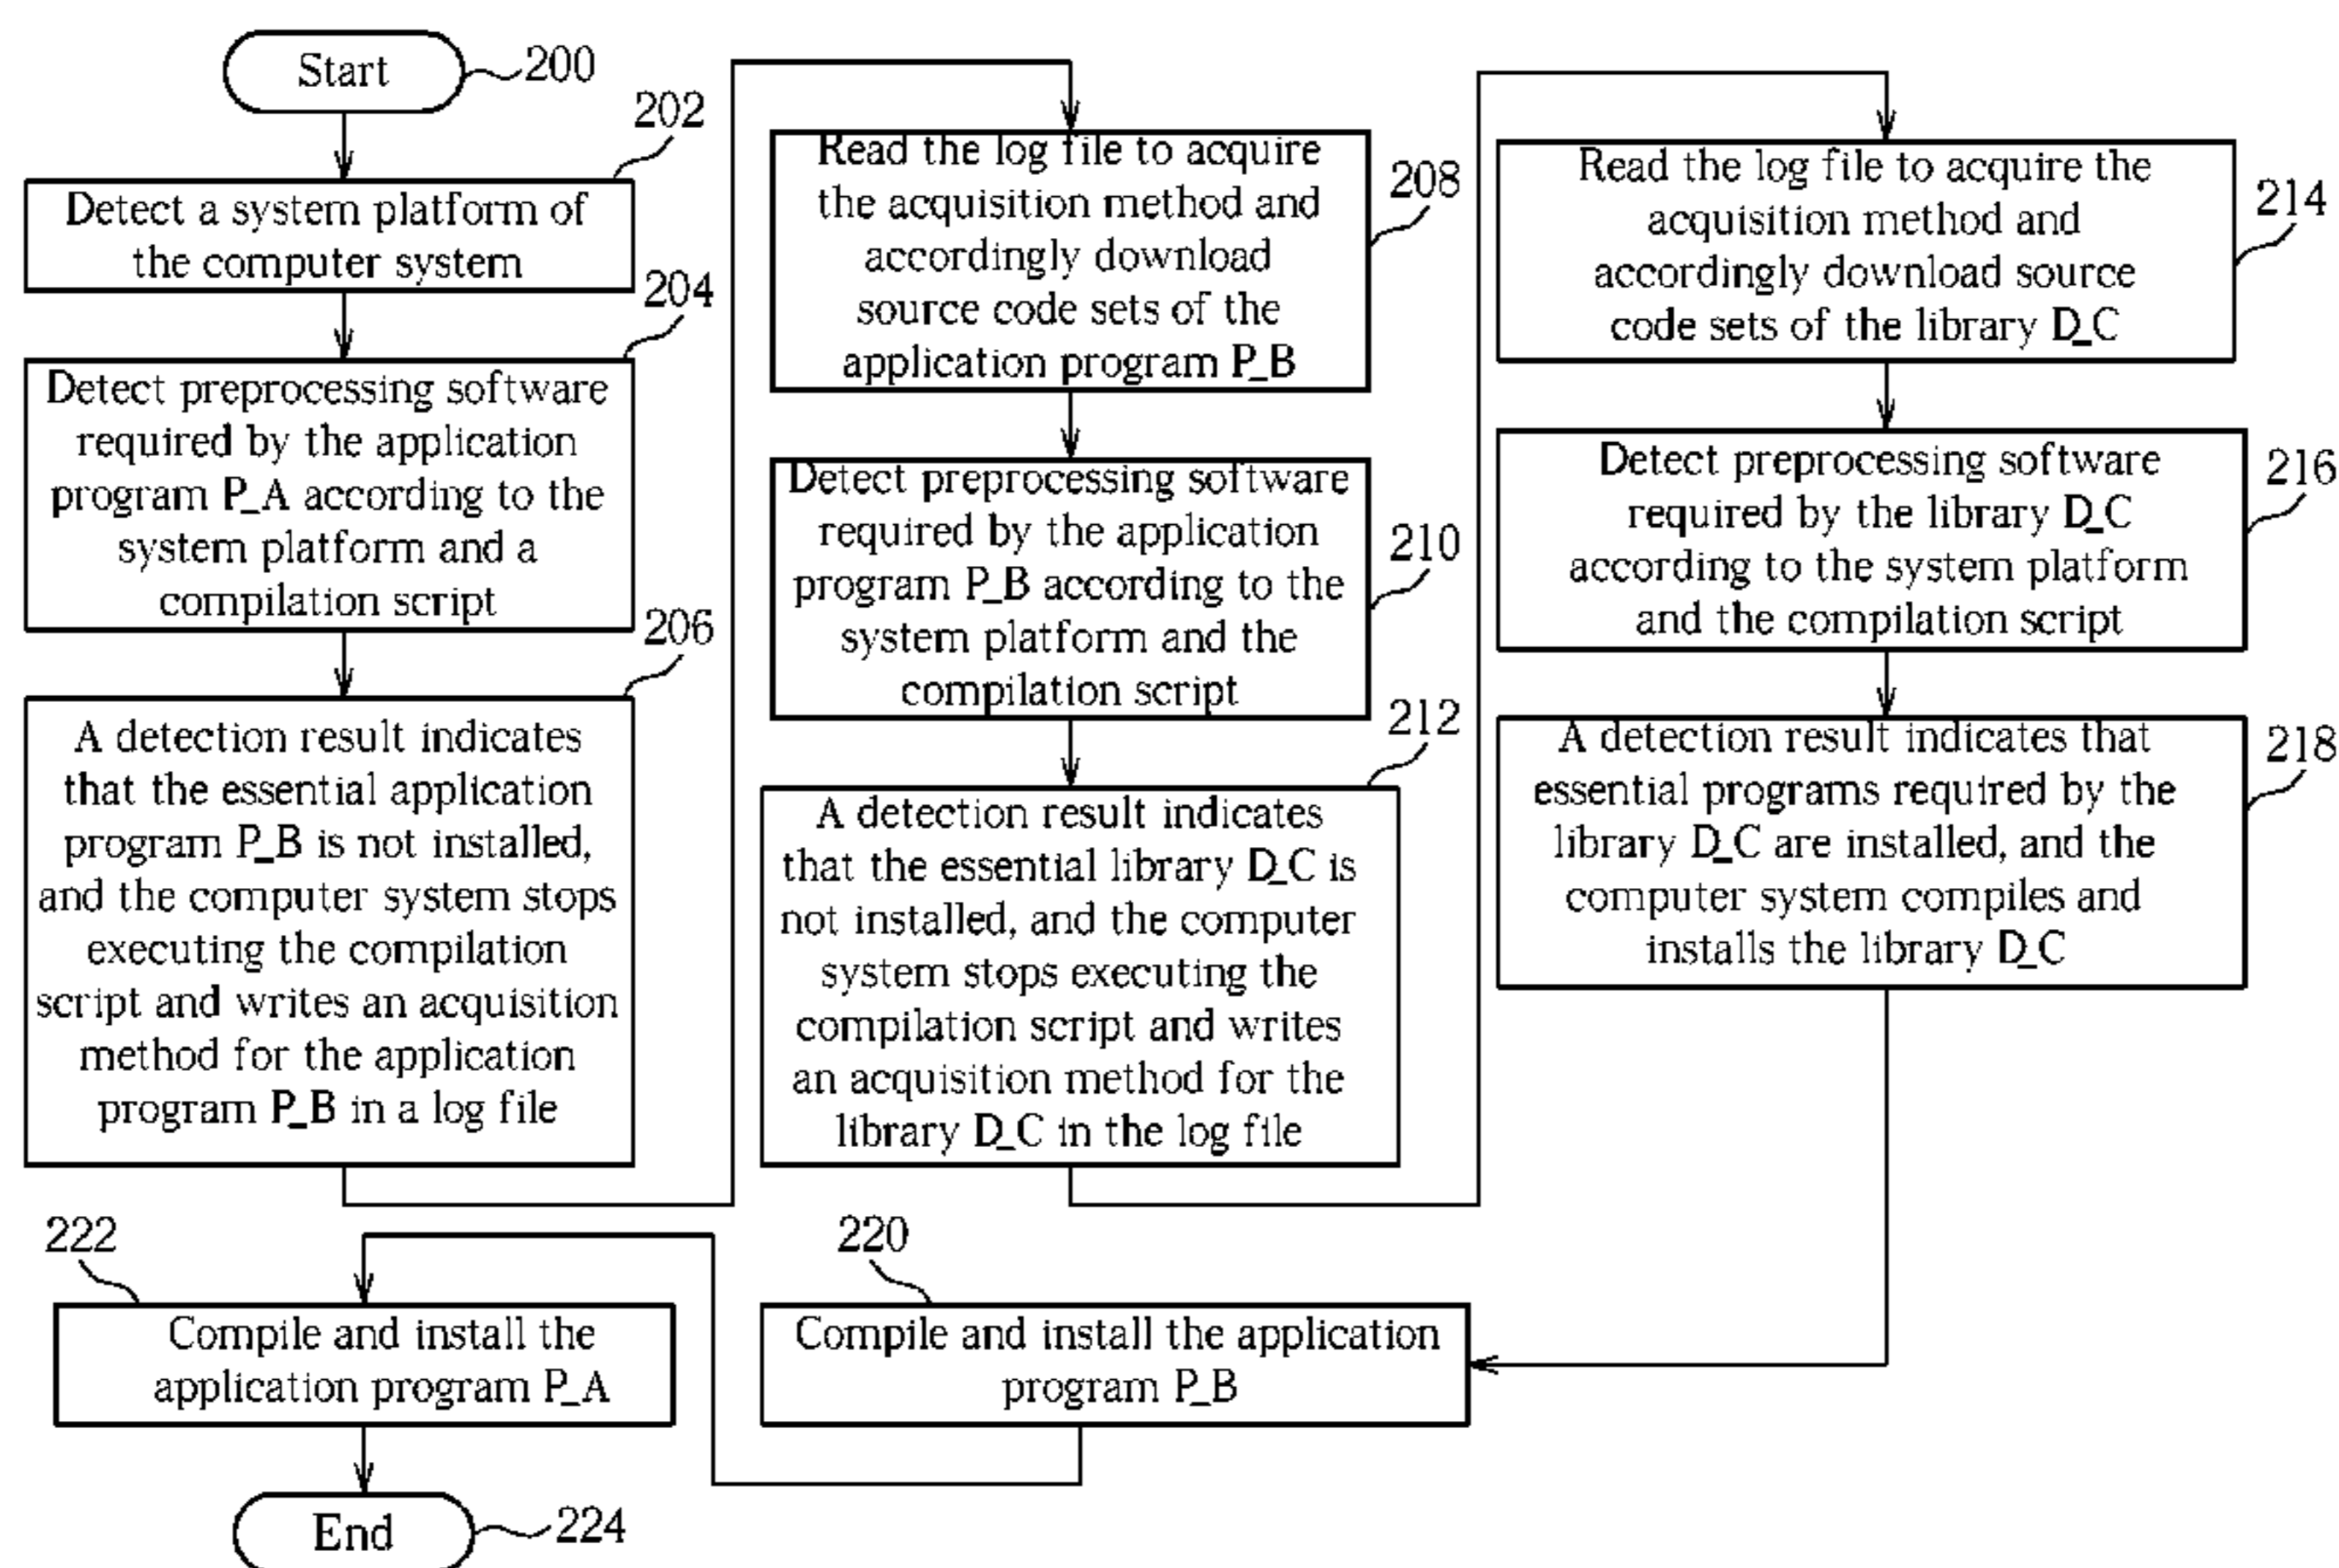 Start
200
202
Detect a system platform of
the computer system
204
Detect preprocessing software
required by the application
program P_A according to the
system platform and a
compilation script
206
A detection result indicates
that the essential application
program P_B is not installed,
and the computer system stops
executing the compilation
script and writes an acquisition
method for the application
program P_B in a log file
208
Read the log file to acquire
the acquisition method and
accordingly download
source code sets of the
application program P_B
210
Detect preprocessing software
required by the application
program P_B according to the
system platform and the
compilation script
212
A detection result indicates
that the essential library D_C is
not installed, and the computer
system stops executing the
compilation script and writes
an acquisition method for the
library D_C in the log file
214
Read the log file to acquire the
acquisition method and
accordingly download source
code sets of the library D_C
216
Detect preprocessing software
required by the library D_C
according to the system platform
and the compilation script
218
A detection result indicates that
essential programs required by the
library D_C are installed, and the
computer system compiles and
installs the library D_C
220
Compile and install the application
program P_B
222
Compile and install the
application program P_A
End
224